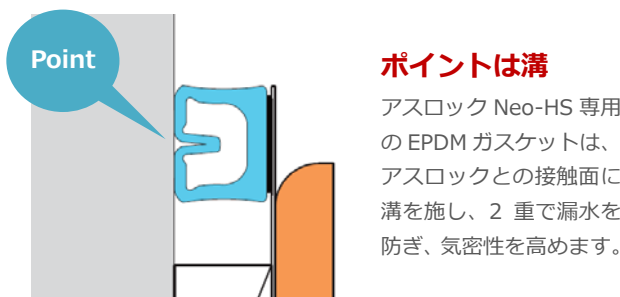 Point
ポイントは溝
アスロック Neo-HS 専用
の EPDM ガスケットは、
アスロックとの接触面に
溝を施し、2 重で漏水を
防ぎ、気密性を高めます。